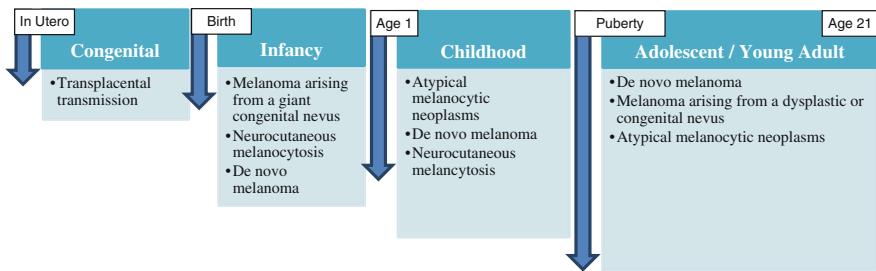 In Utero
Congenital
•Transplacental
transmission
Birth
Infancy
•Melanoma arising
from a giant
congenital nevus
•Neurocutaneous
melanocytosis
•De novo
melanoma
Age 1
Childhood
•Atypical
melanocytic
neoplasms
•De novo melanoma
•Neurocutaneous
melancytosis
Puberty
Age 21
Adolescent / Young Adult
•De novo melanoma
•Melanoma arising from a dysplastic or
congenital nevus
•Atypical melanocytic neoplasms